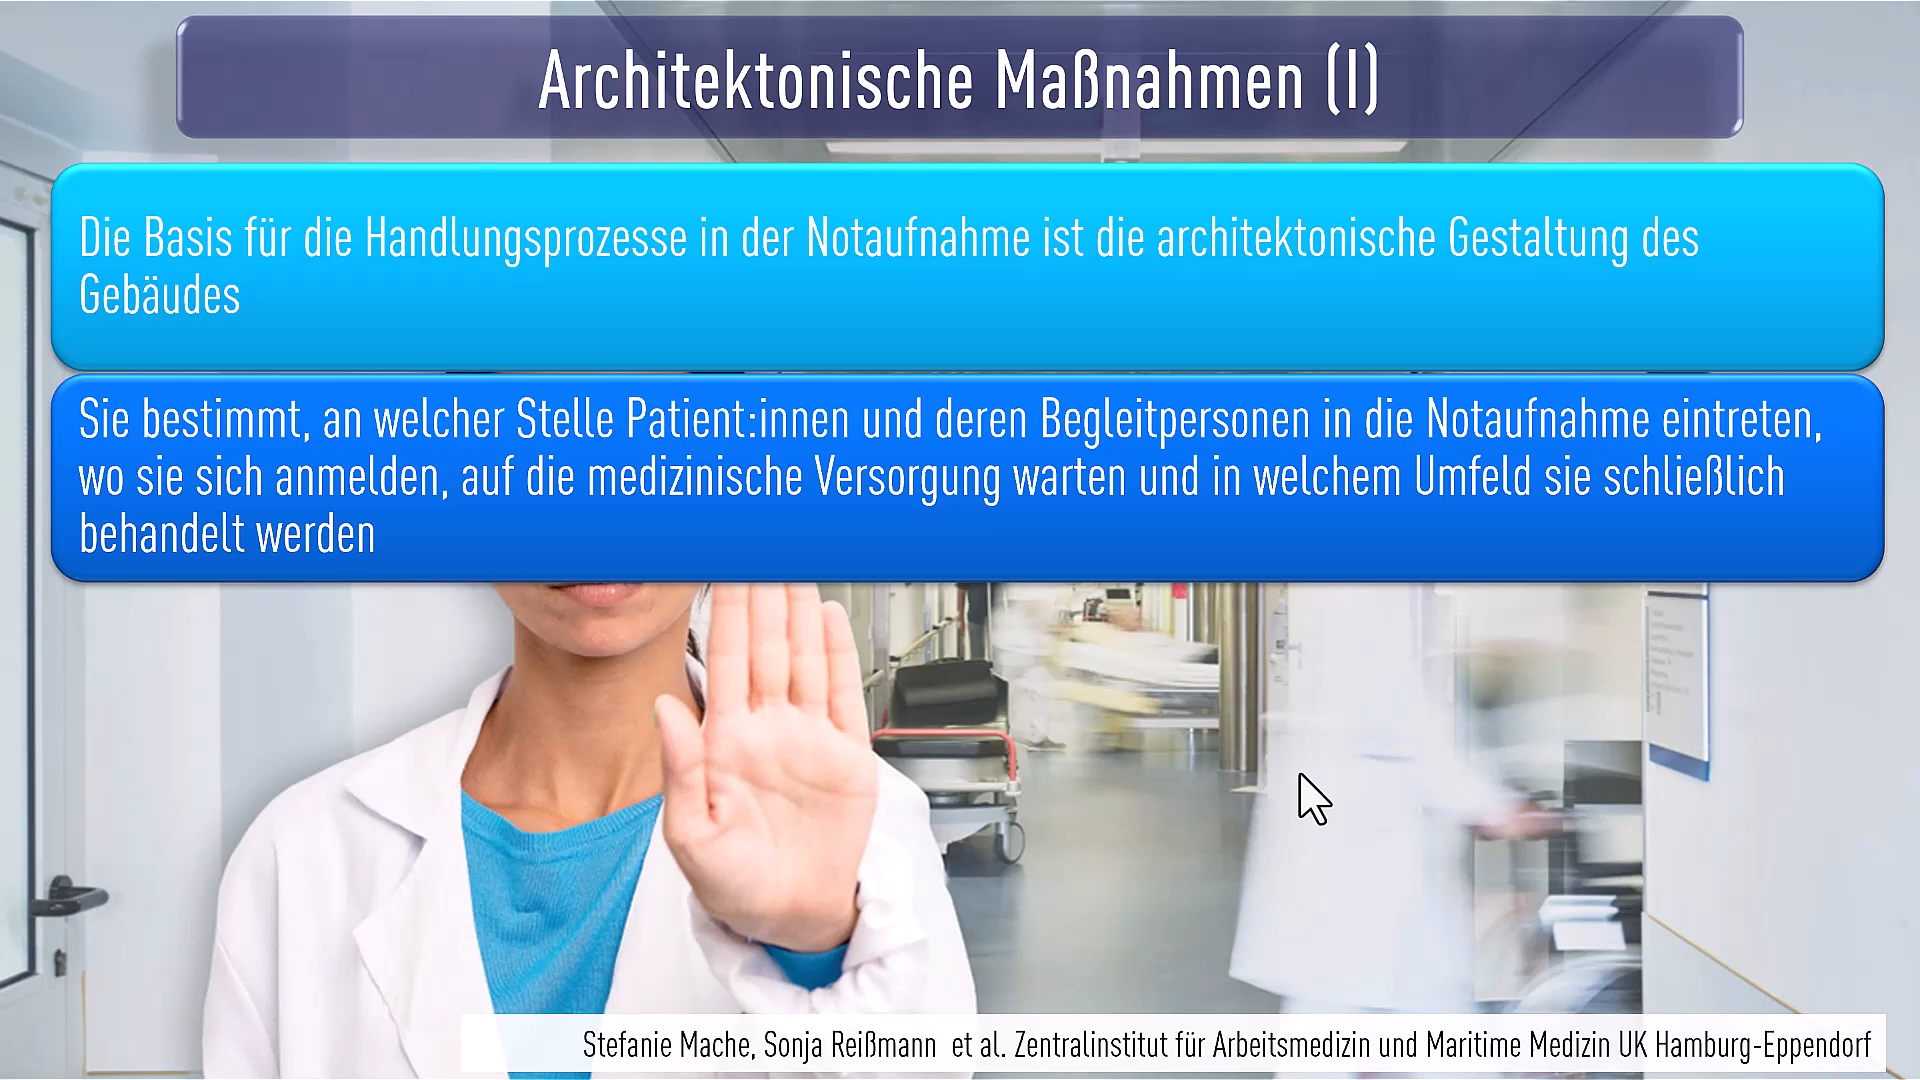 Architektonische Maßnahmen (I)
Die Basis für die Handlungsprozesse in der Notaufnahme ist die architektonische Gestaltung des
Gebäudes
Sie bestimmt, an welcher Stelle Patient:innen und deren Begleitpersonen in die Notaufnahme eintreten,
wo sie sich anmelden, auf die medizinische Versorgung warten und in welchem Umfeld sie schließlich
behandelt werden
Stefanie Mache, Sonja Reißmann et al. Zentralinstitut für Arbeitsmedizin und Maritime Medizin UK Hamburg-Eppendorf